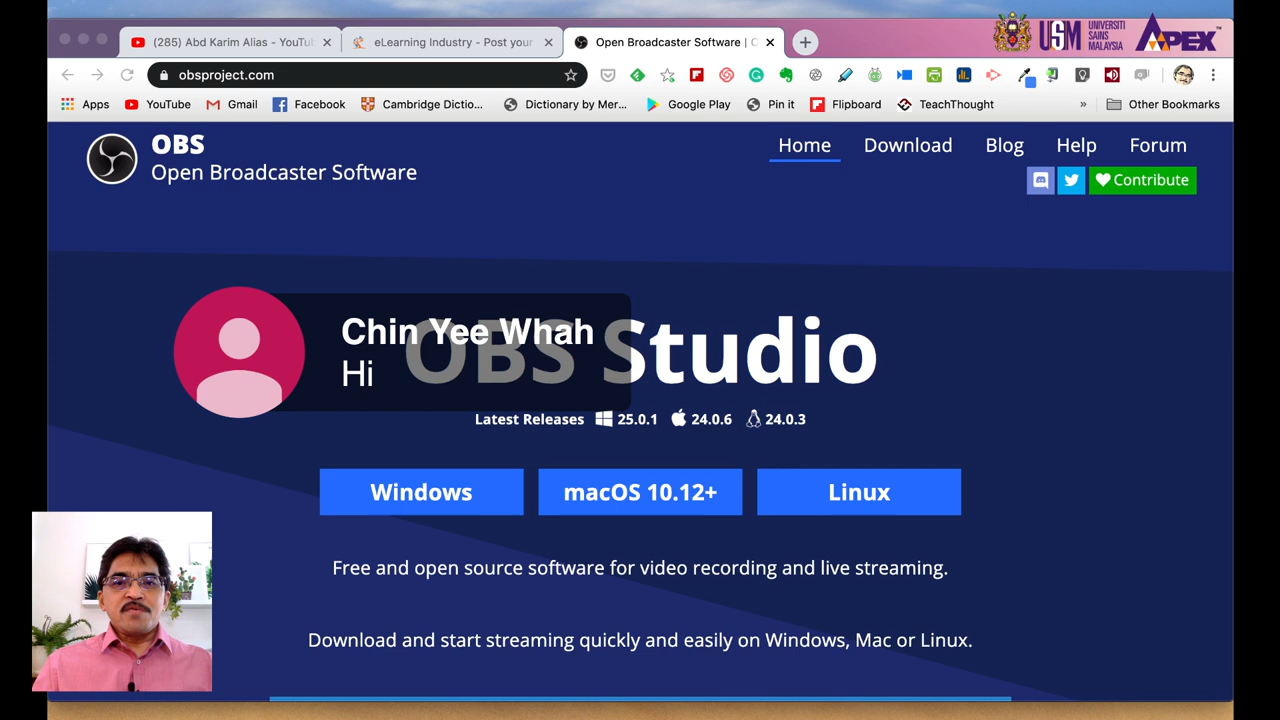 (285) Abd Karim Alias - YouTu
eLearning Industry - Post your
Open Broadcaster Software | O
USM
UNIVERSITI
SAINS
MALAYSIA
APEX™
obsproject.com
Apps
YouTube
Gmail
Facebook
Cambridge Dictio...
Dictionary by Mer...
Google Play
Pin it
Flipboard
TeachThought
»
Other Bookmarks
OBS
Open Broadcaster Software
Home
Download
Blog
Help
Forum
Contribute
Chin Yee Whah
Hi
OBS Studio
Latest Releases 25.0.1 24.0.6 24.0.3
Windows
macOS 10.12+
Linux
Free and open source software for video recording and live streaming.
Download and start streaming quickly and easily on Windows, Mac or Linux.